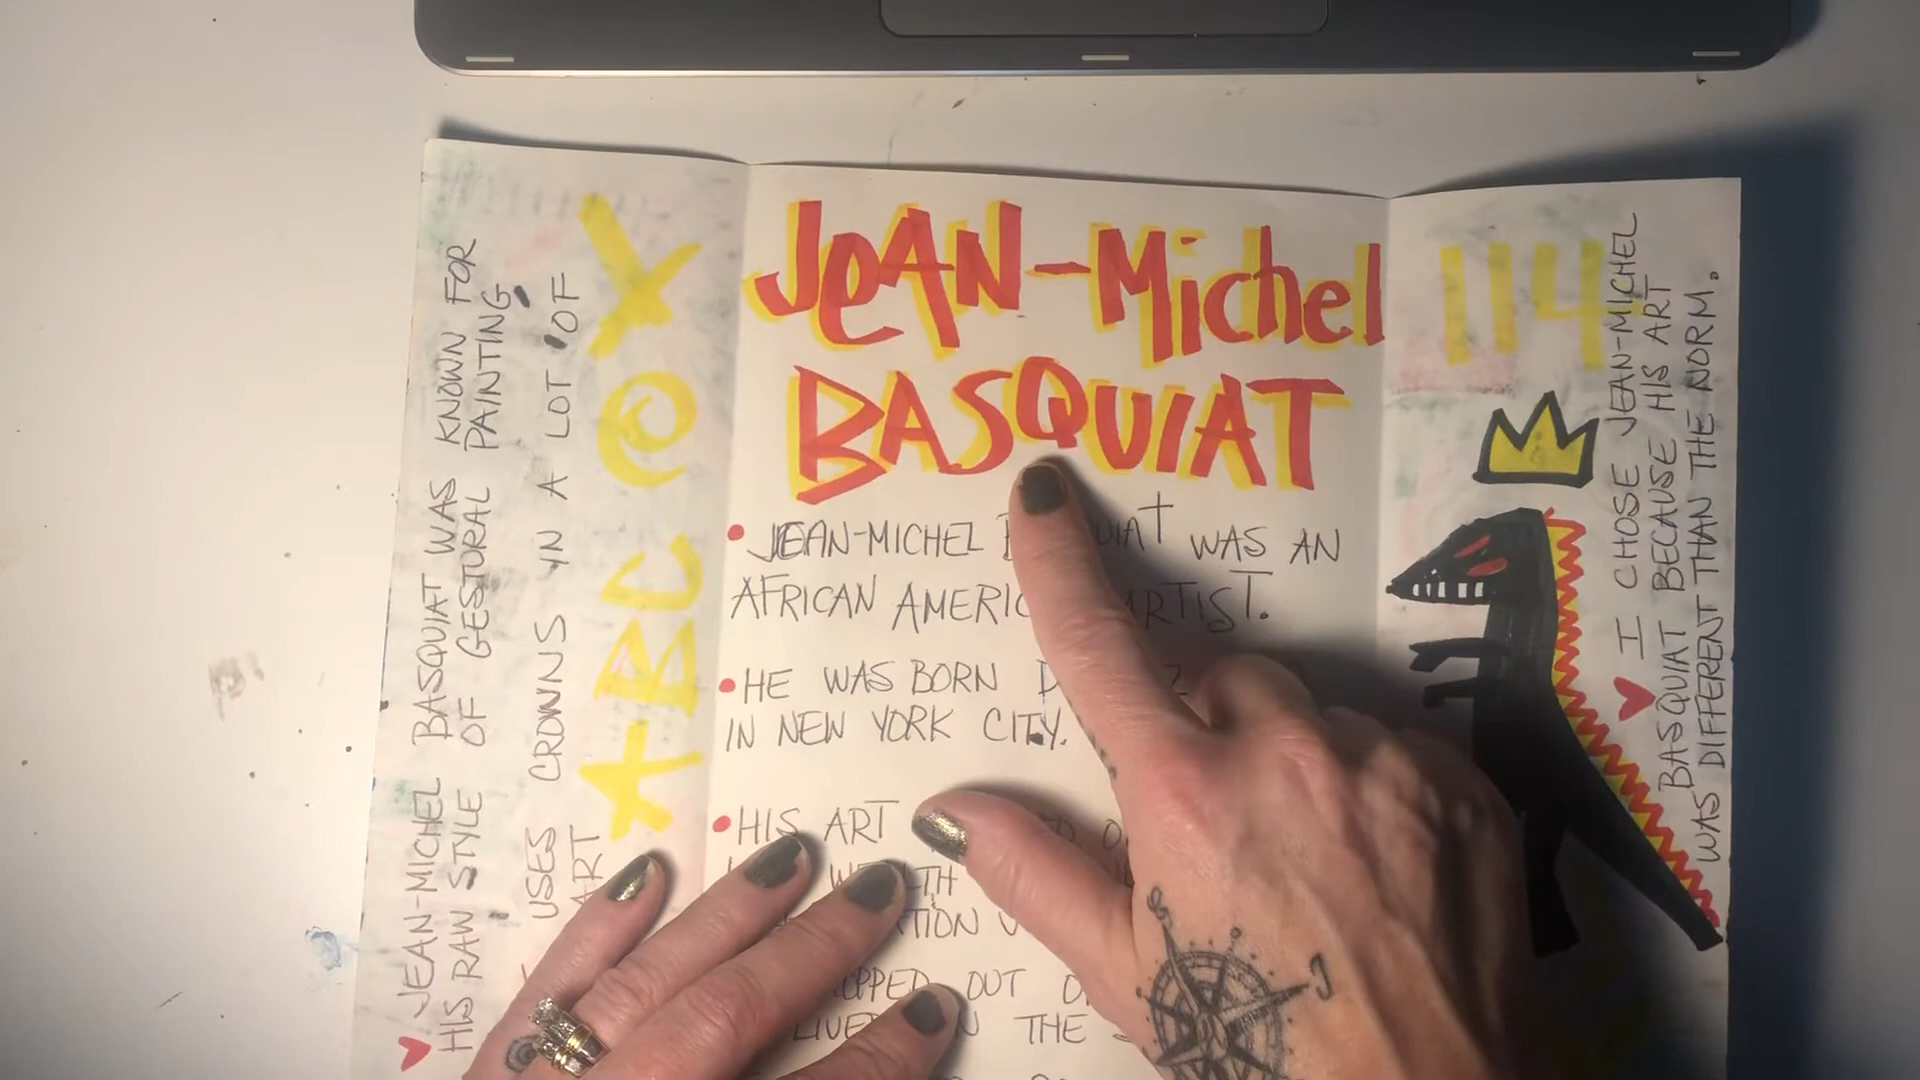 JEAN-MICHEL BASQUIAT WAS KNOWN FOR
HIS RAW STYLE OF GESTURAL PAINTING
USES CROWNS IN A LOT OF
ART
X
ABC
JEAN-Michel
BASQUIAT
JEAN-MICHEL WAS AN
AFRICAN ARTIST.
HE WAS BORN
IN NEW YORK CITY.
HIS ART
OUT
THE
114
I CHOSE JEAN-MICHEL
BASQUIAT BECAUSE HIS ART
WAS DIFFERENT THAN THE NORM.